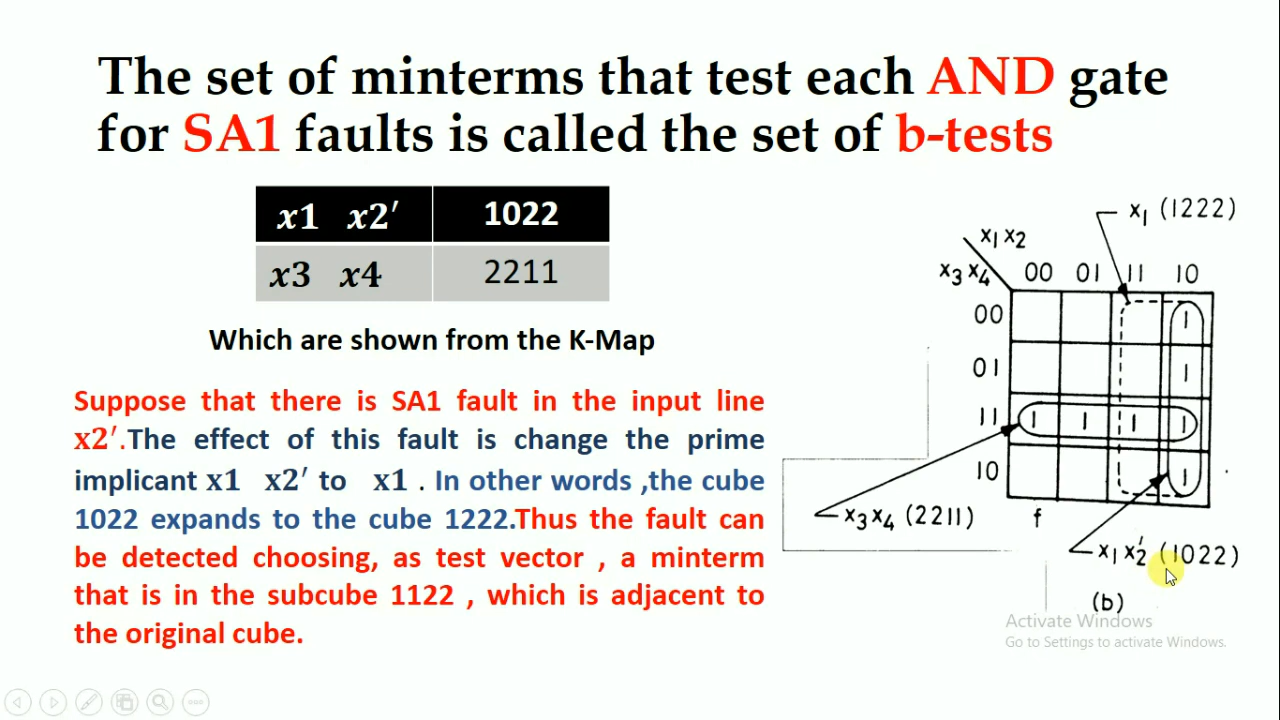 The set of minterms that test each AND gate
for SA1 faults is called the set of b-tests
x1 x2′ 1022
x3 x4 2211
Which are shown from the K-Map
Suppose that there is SA1 fault in the input line
x2′.The effect of this fault is change the prime
implicant x1 x2′ to x1 . In other words ,the cube
1022 expands to the cube 1222.Thus the fault can
be detected choosing, as test vector , a minterm
that is in the subcube 1122 , which is adjacent to
the original cube.
x₁ (1222)
x₁ x₂
x₃ x₄ 00 01 11 10
00 1
01 1
11 1 1 1 1
10 1
x₃ x₄ (2211) f
x₁ x₂′ (1022)
(b)
Activate Windows
Go to Settings to activate Windows.